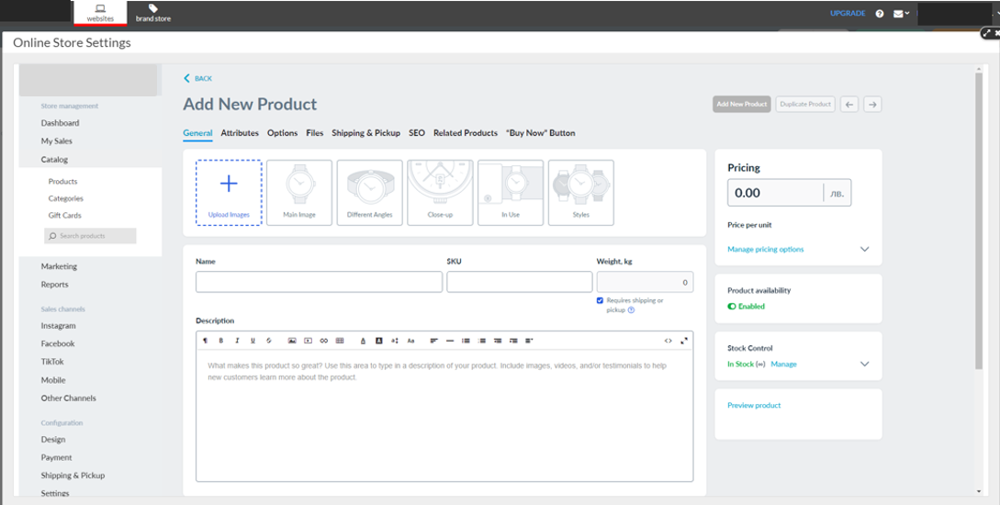 websites
brand store
UPGRADE
Online Store Settings
BACK
Store management
Dashboard
My Sales
Catalog
Products
Categories
Gift Cards
Search products
Marketing
Reports
Sales channels
Instagram
Facebook
TikTok
Mobile
Other Channels
Configuration
Design
Payment
Shipping & Pickup
Settings
Add New Product
Add New Product
Duplicate Product
General Attributes Options Files Shipping & Pickup SEO Related Products "Buy Now" Button
Upload Images
Main Image
Different Angles
Close-up
In Use
Styles
Name
SKU
Weight, kg
0
Requires shipping or
pickup
Description
What makes this product so great? Use this area to type in a description of your product. Include images, videos, and/or testimonials to help
new customers learn more about the product.
Pricing
0.00 лв.
Price per unit
Manage pricing options
Product availability
Enabled
Stock Control
In Stock (∞) Manage
Preview product